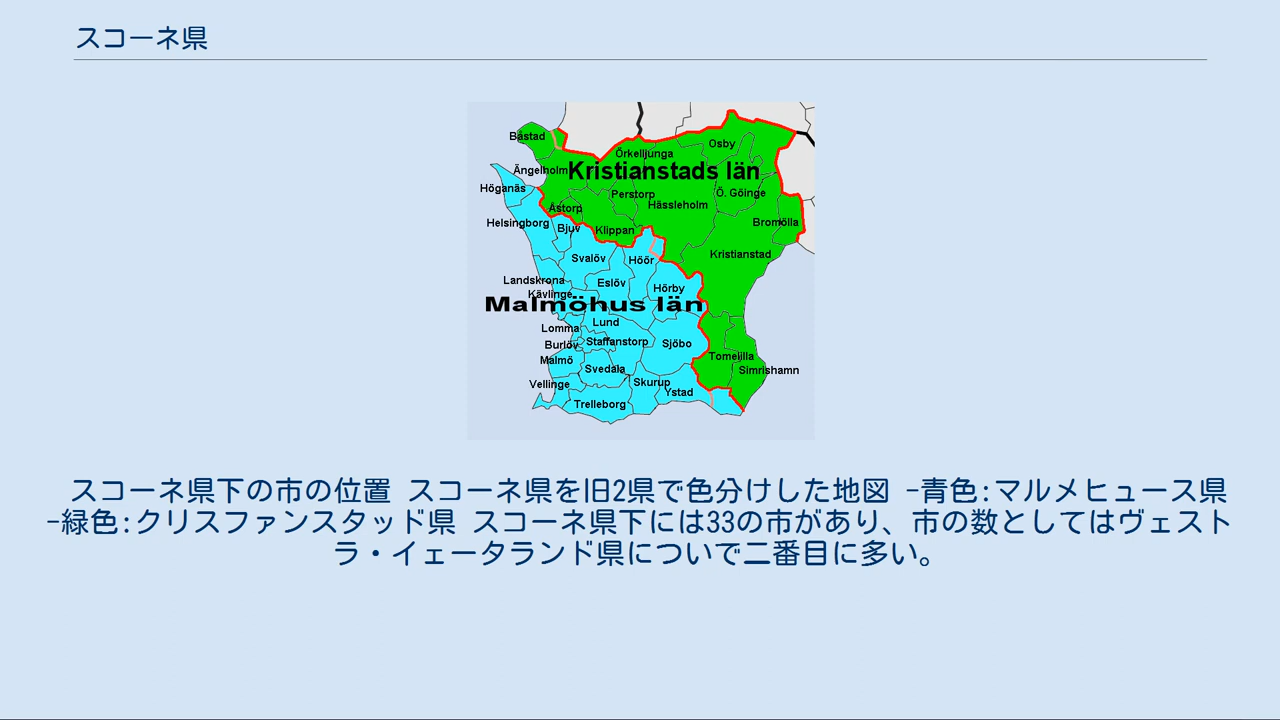 スコーネ県
Båstad
Osby
Örkelljunga
Ängelholm
Kristianstads län
Höganäs
Perstorp
Ö. Göinge
Hässleholm
Åstorp
Helsingborg
Bjuv
Klippan
Bromölla
Svalöv
Höör
Kristianstad
Landskrona
Eslöv
Hörby
Kävlinge
Malmöhus län
Lund
Lomma
Burlöv
Staffanstorp
Sjöbo
Malmö
Tomelilla
Svedala
Simrishamn
Vellinge
Skurup
Ystad
Trelleborg
スコーネ県下の市の位置 スコーネ県を旧2県で色分けした地図 -青色:マルメヒュース県
-緑色:クリスファンスタッド県 スコーネ県下には33の市があり、市の数としてはヴェスト
ラ・イェータランド県についで二番目に多い。